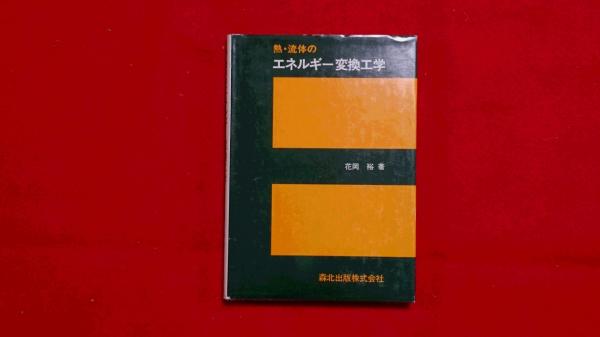 熱・流体の
エネルギー変換工学
花岡 裕 著
森北出版株式会社